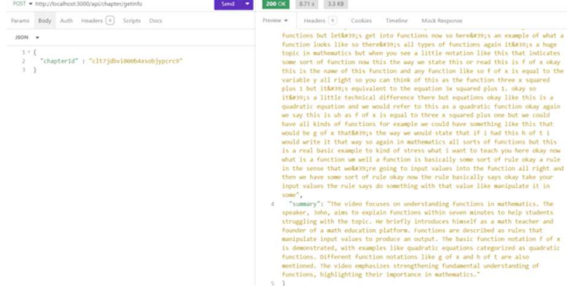 POST http://localhost:3000/api/chapter/getInfo Send 200 OK 8.71 s 3.3 KB
Params Body Auth Headers 4 Scripts Docs Preview Headers Cookies Timeline Mock Response
JSON
1 {
2 "chapterId" :
3 }
functions but let&#39;s get into functions now so here&#39;s an example of what a
function looks like so there&#39;s all types of functions again it&#39;s a huge
topic in mathematics but when you see a little notation like this that indicates
some sort of function now this the way we state this or read this is f of x okay
this is the name of this function and any function like so f of x is equal to the
variable y all right so you can think of this as the function three x squared
plus 1 but it&#39;s equivalent to the equation 3x squared plus 1. okay so
it&#39;s a little technical difference there but equations okay like this is a
quadratic equation and we would refer to this as a quadratic function okay again
we say this is uh as f of x is equal to three x squared plus one but we could
have all kinds of functions for example we could have something like this that
would be g of x that&#39;s the way we would state that if i had this h of t i
would write it that way so again in mathematics all sorts of functions but this
is a real basic example to kind of stress what i want to teach you here okay now
what is a function um well a function is basically some sort of rule okay a rule
in the sense that we&#39;re going to input values into the function all right and
then we have some sort of rule okay now the rule basically says okay take your
input values the rule says do something with that value like manipulate it in
some",
4 "summary": "The video focuses on understanding functions in mathematics. The
speaker, John, aims to explain functions within seven minutes to help students
struggling with the topic. He briefly introduces himself as a math teacher and
founder of a math education platform. Functions are described as rules that
manipulate input values to produce an output. The basic function notation f of x
is demonstrated, with examples like quadratic equations categorized as quadratic
functions. Different function notations like g of x and h of t are also
mentioned. The video emphasizes strengthening fundamental understanding of
functions, highlighting their importance in mathematics."
5 }